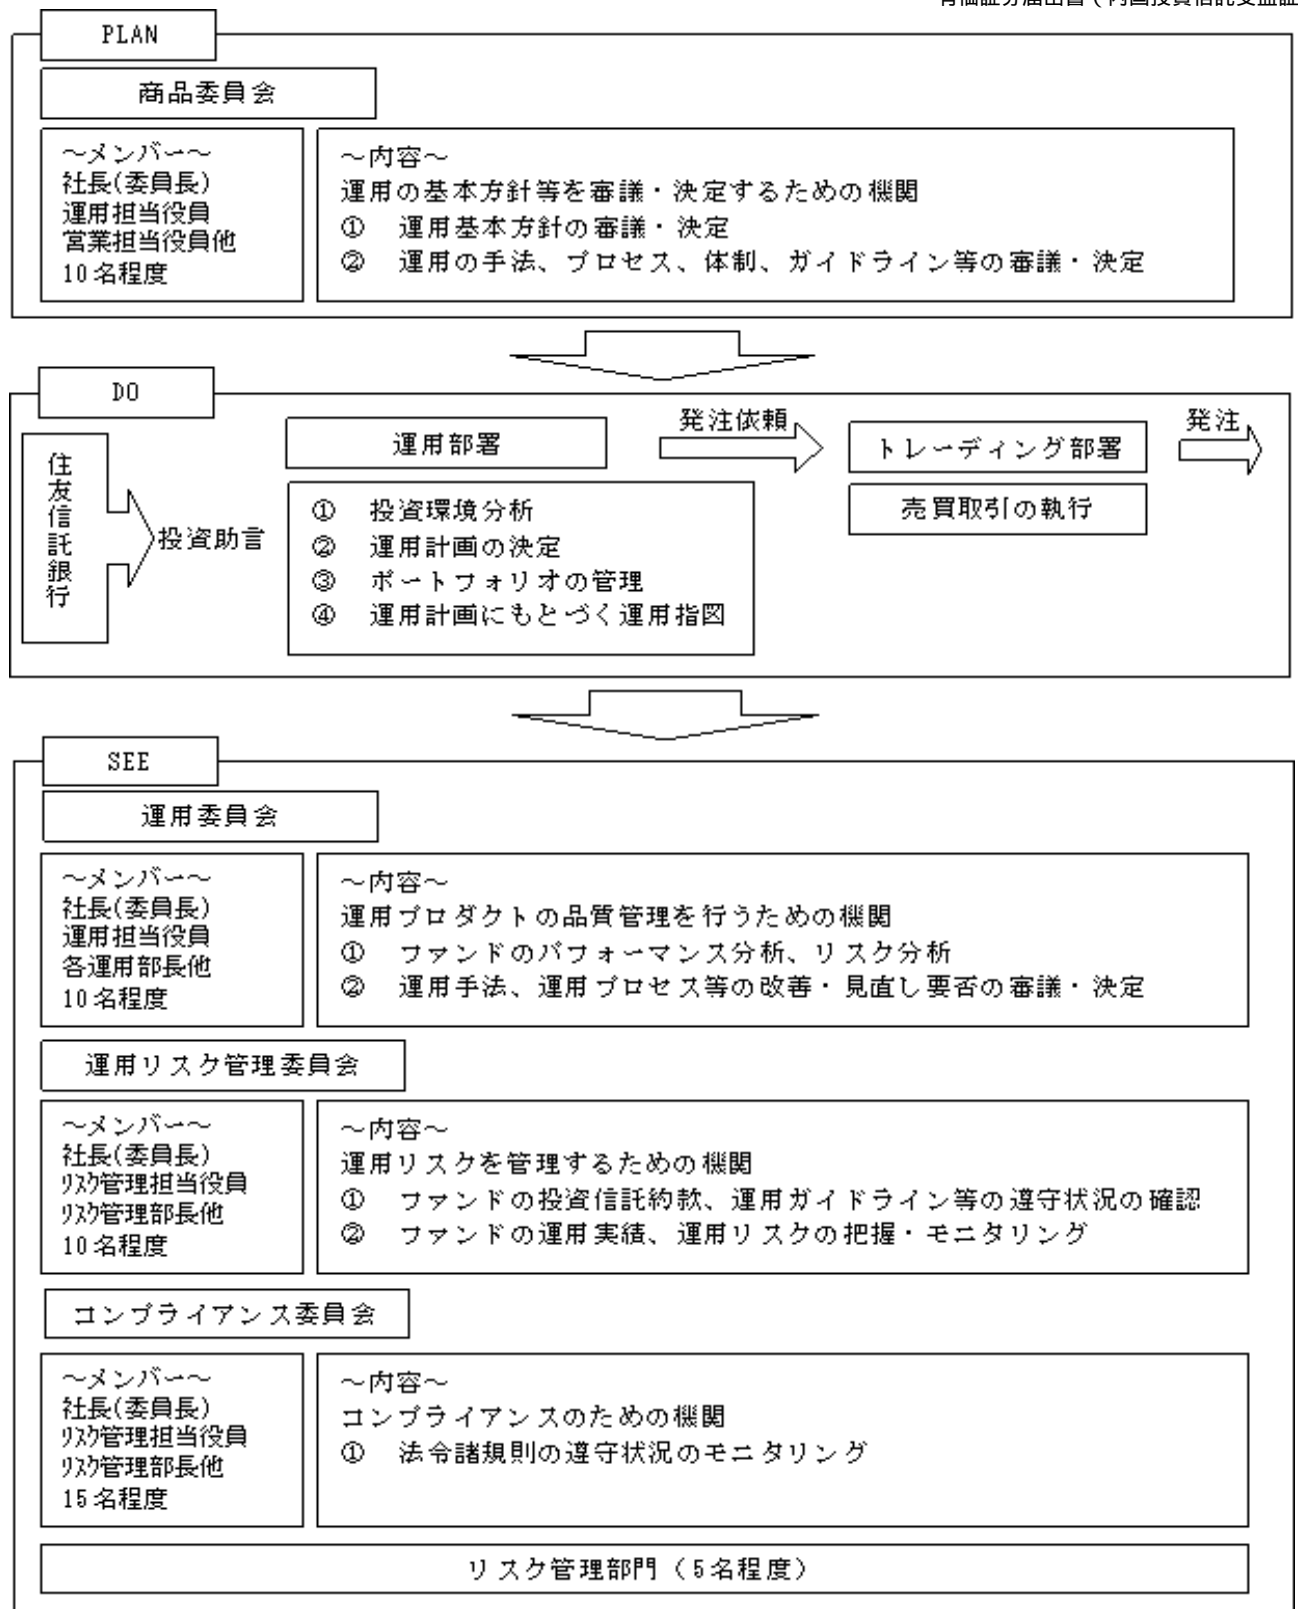 PLAN
商品委員会
～メンバー～
社長(委員長)
運用担当役員
営業担当役員他
10名程度
～内容～
運用の基本方針等を審議・決定するための機関
① 運用基本方針の審議・決定
② 運用の手法、プロセス、体制、ガイドライン等の審議・決定
DO
住友信託銀行
投資助言
運用部署
① 投資環境分析
② 運用計画の決定
③ ポートフォリオの管理
④ 運用計画にもとづく運用指図
発注依頼
トレーディング部署
売買取引の執行
発注
SEE
運用委員会
～メンバー～
社長(委員長)
運用担当役員
各運用部長他
10名程度
～内容～
運用プロダクトの品質管理を行うための機関
① ファンドのパフォーマンス分析、リスク分析
② 運用手法、運用プロセス等の改善・見直し要否の審議・決定
運用リスク管理委員会
～メンバー～
社長(委員長)
ﾘｽｸ管理担当役員
ﾘｽｸ管理部長他
10名程度
～内容～
運用リスクを管理するための機関
① ファンドの投資信託約款、運用ガイドライン等の遵守状況の確認
② ファンドの運用実績、運用リスクの把握・モニタリング
コンプライアンス委員会
～メンバー～
社長(委員長)
ﾘｽｸ管理担当役員
ﾘｽｸ管理部長他
15名程度
～内容～
コンプライアンスのための機関
① 法令諸規則の遵守状況のモニタリング
リスク管理部門（5名程度）